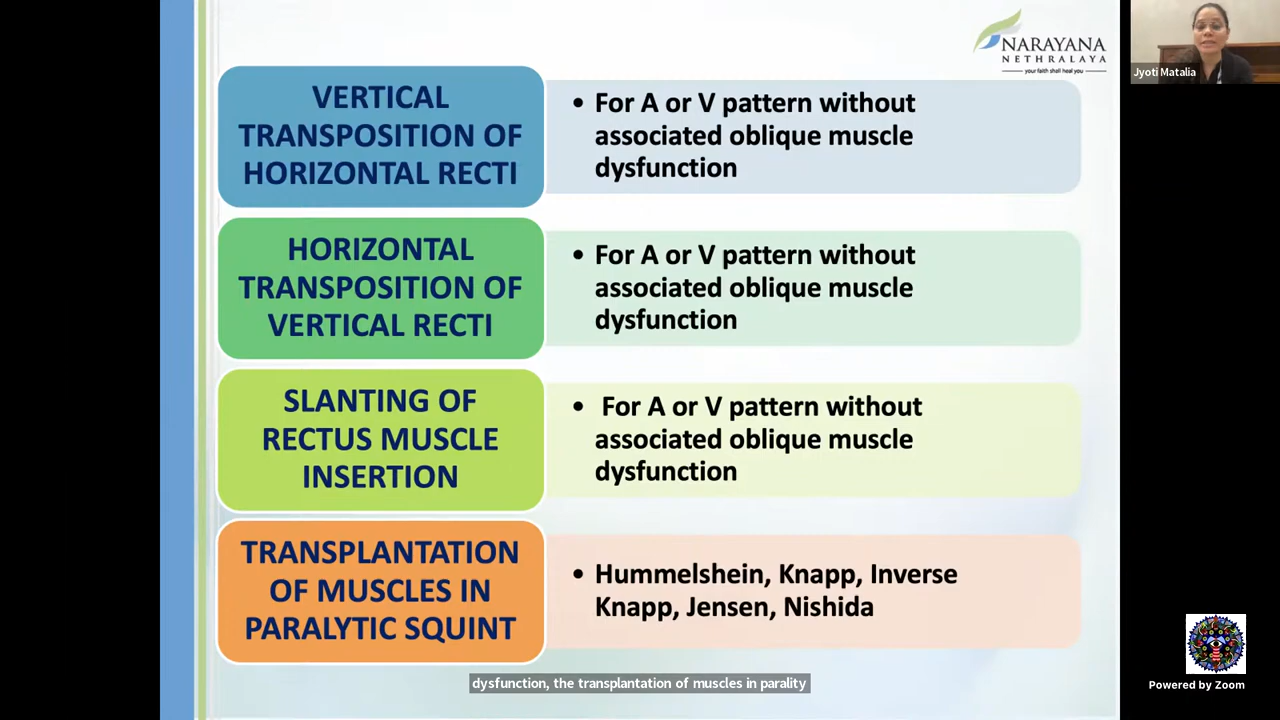 NARAYANA
NETHRALAYA
your faith shall heal you
Jyoti Matalia
VERTICAL
TRANSPOSITION OF
HORIZONTAL RECTI
• For A or V pattern without
associated oblique muscle
dysfunction
HORIZONTAL
TRANSPOSITION OF
VERTICAL RECTI
• For A or V pattern without
associated oblique muscle
dysfunction
SLANTING OF
RECTUS MUSCLE
INSERTION
• For A or V pattern without
associated oblique muscle
dysfunction
TRANSPLANTATION
OF MUSCLES IN
PARALYTIC SQUINT
• Hummelshein, Knapp, Inverse
Knapp, Jensen, Nishida
dysfunction, the transplantation of muscles in parality
Powered by Zoom